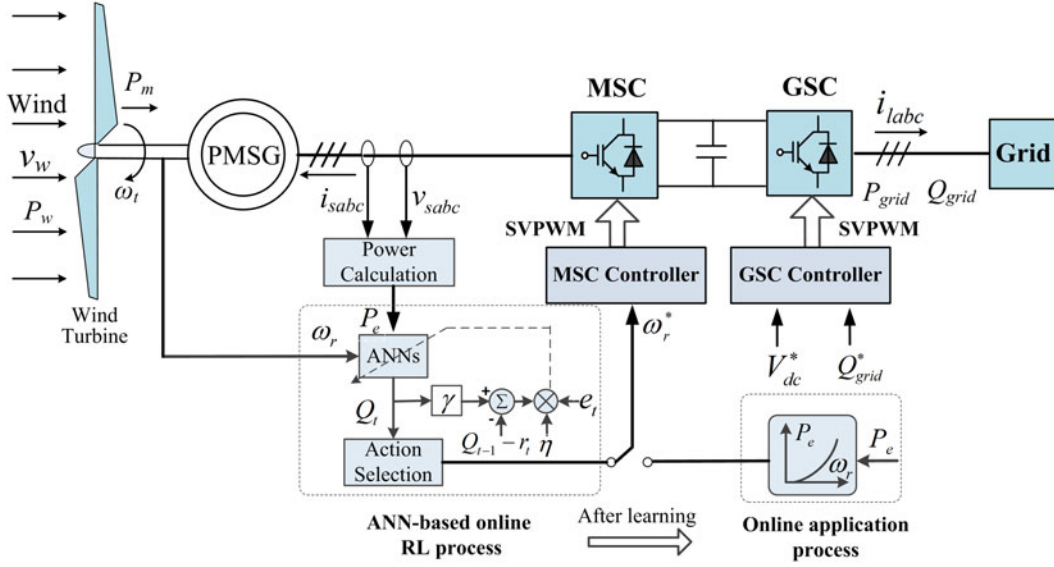 Wind
v_w
P_w
P_m
ω_t
Wind
Turbine
PMSG
i_sabc
v_sabc
MSC
GSC
i_labc
Grid
P_grid
Q_grid
SVPWM
SVPWM
Power
Calculation
MSC Controller
GSC Controller
ω_r
P_e
ANNs
ω_r^*
V_dc^*
Q_grid^*
Q_t
γ
+
Σ
-
e_t
Q_t-1 − r_t
η
Action
Selection
P_e
ω_r
P_e
ANN-based online
RL process
After learning
Online application
process